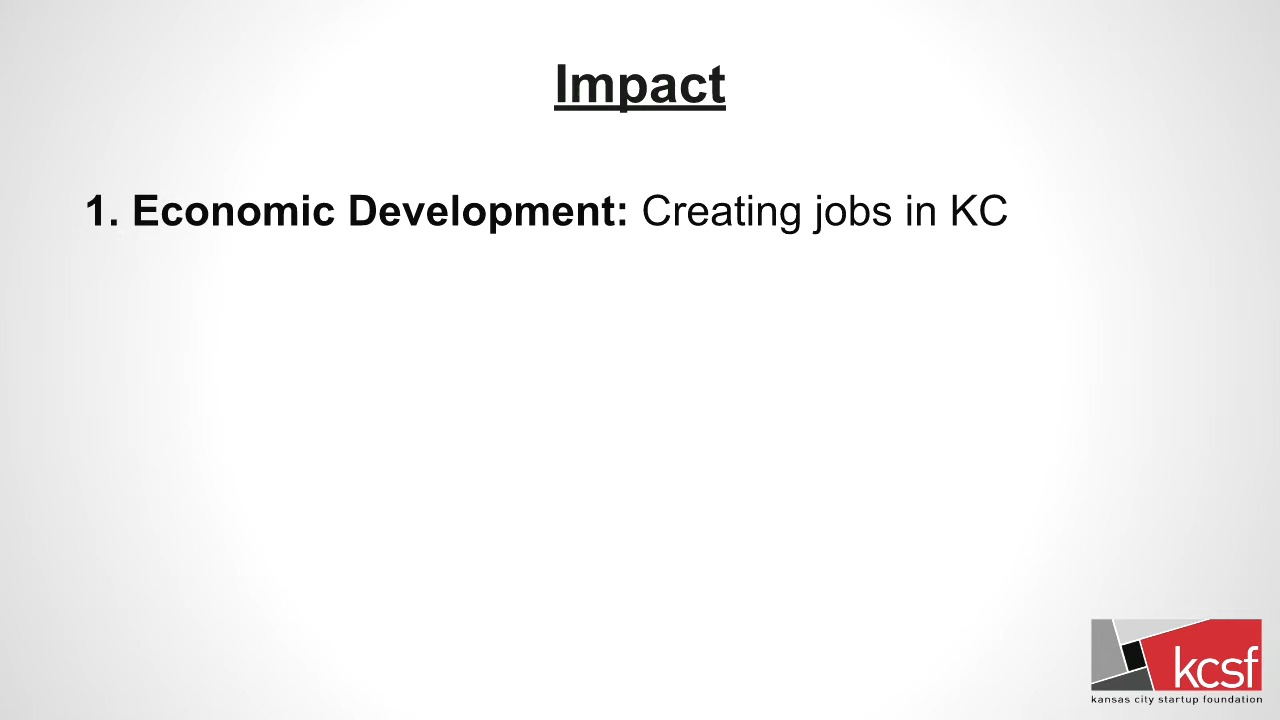 Impact
1. Economic Development: Creating jobs in KC
kcsf
kansas city startup foundation